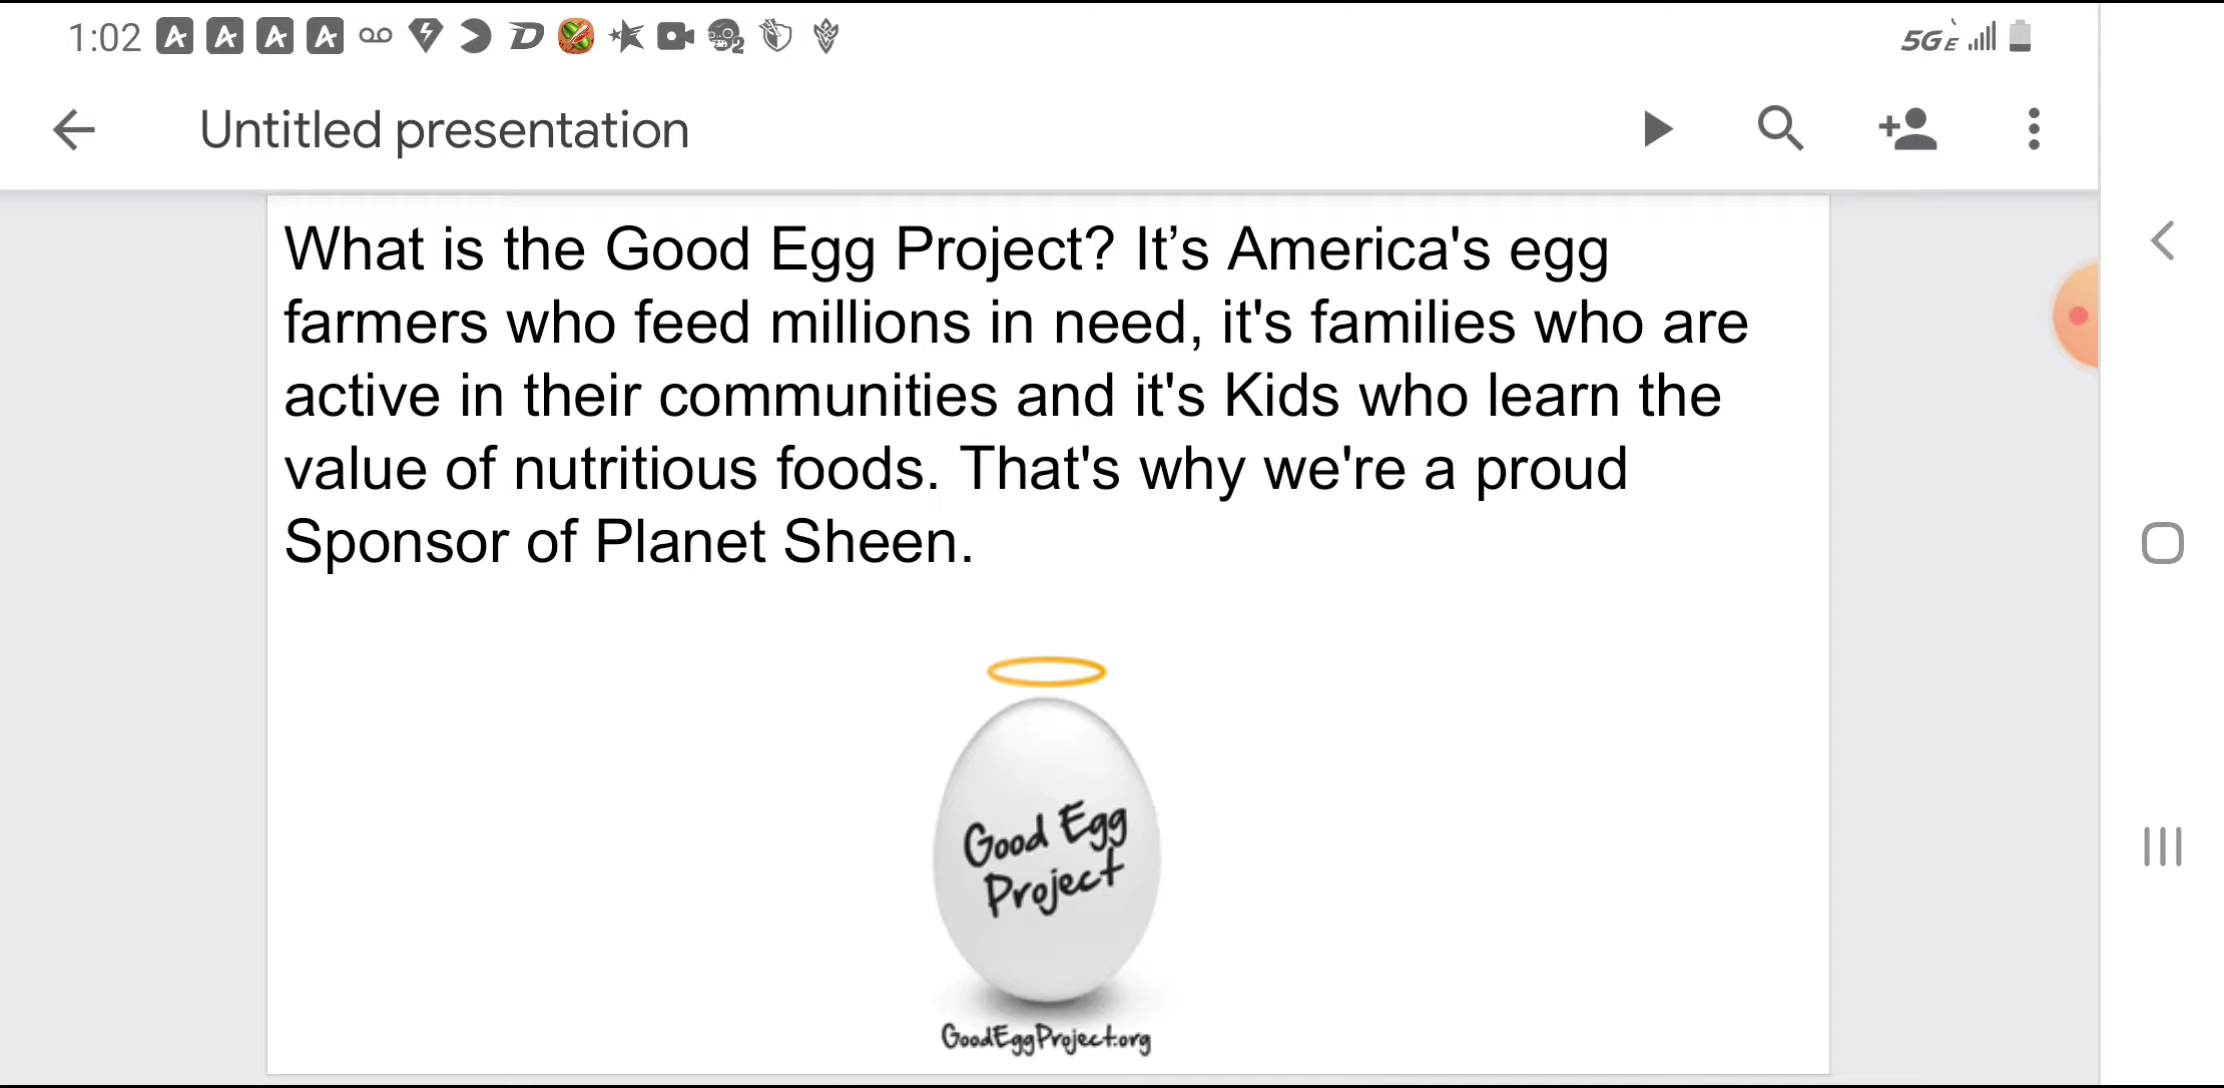 1:02
5GE
Untitled presentation
What is the Good Egg Project? It’s America's egg
farmers who feed millions in need, it's families who are
active in their communities and it's Kids who learn the
value of nutritious foods. That's why we're a proud
Sponsor of Planet Sheen.
Good Egg
Project
GoodEggProject.org